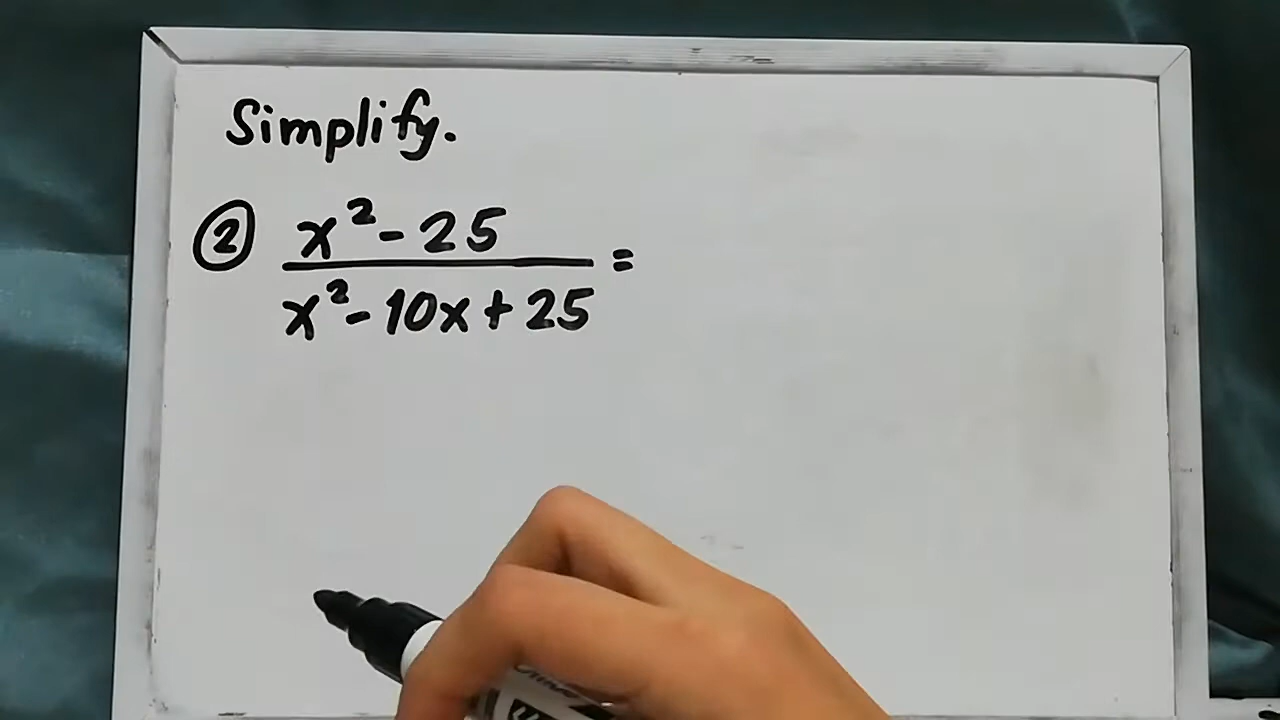 Simplify.
② x² - 25
x² - 10x + 25 =